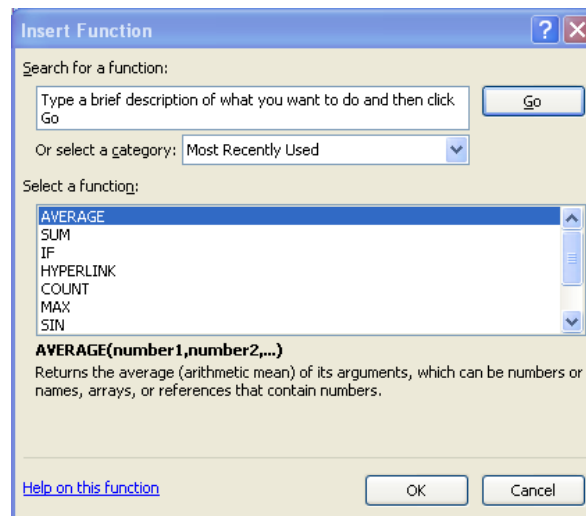 Insert Function
Search for a function:
Type a brief description of what you want to do and then click
Go
Go
Or select a category: Most Recently Used
Select a function:
AVERAGE
SUM
IF
HYPERLINK
COUNT
MAX
SIN
AVERAGE(number1,number2,...)
Returns the average (arithmetic mean) of its arguments, which can be numbers or
names, arrays, or references that contain numbers.
Help on this function
OK
Cancel